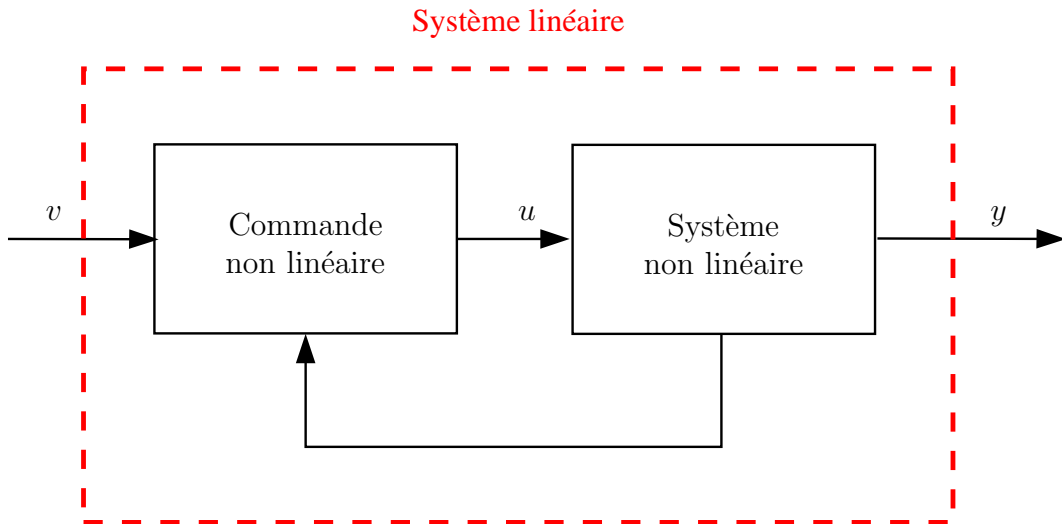 Système linéaire
v
Commande
non linéaire
u
Système
non linéaire
y